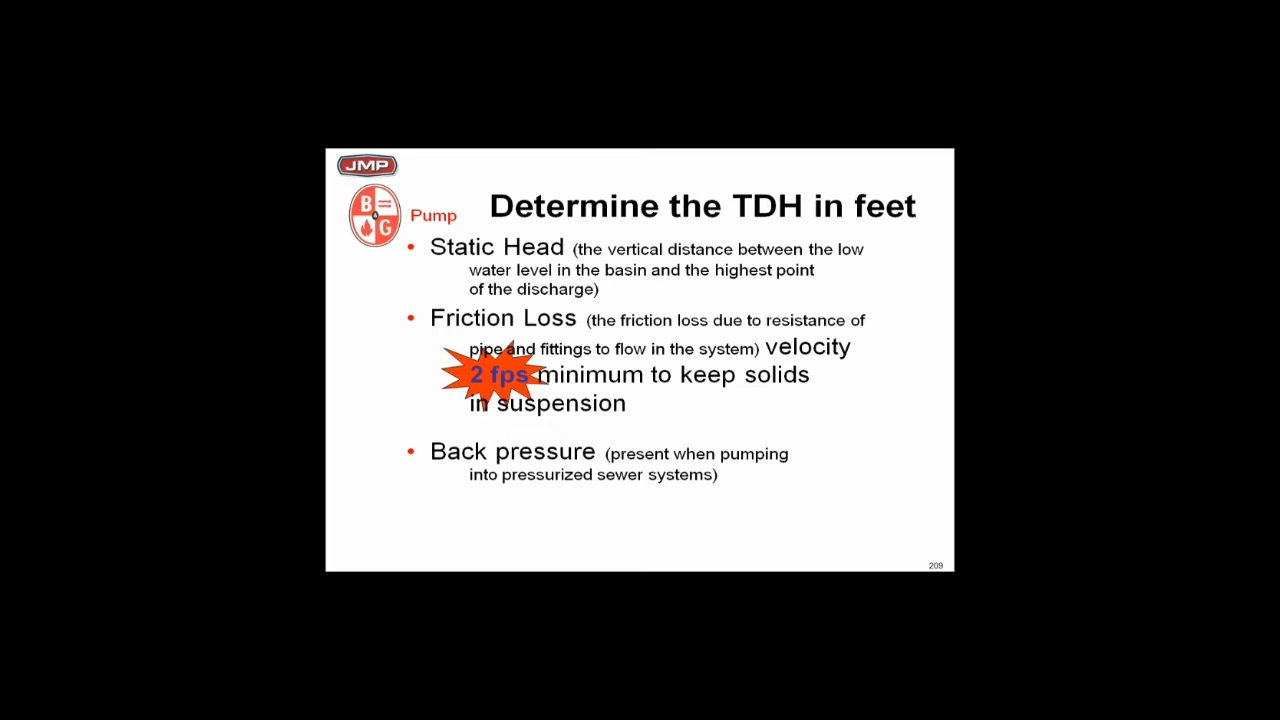 JMP
B G
Pump
Determine the TDH in feet
• Static Head (the vertical distance between the low
water level in the basin and the highest point
of the discharge)
• Friction Loss (the friction loss due to resistance of
pipe and fittings to flow in the system) velocity
2 fps minimum to keep solids
in suspension
• Back pressure (present when pumping
into pressurized sewer systems)
209